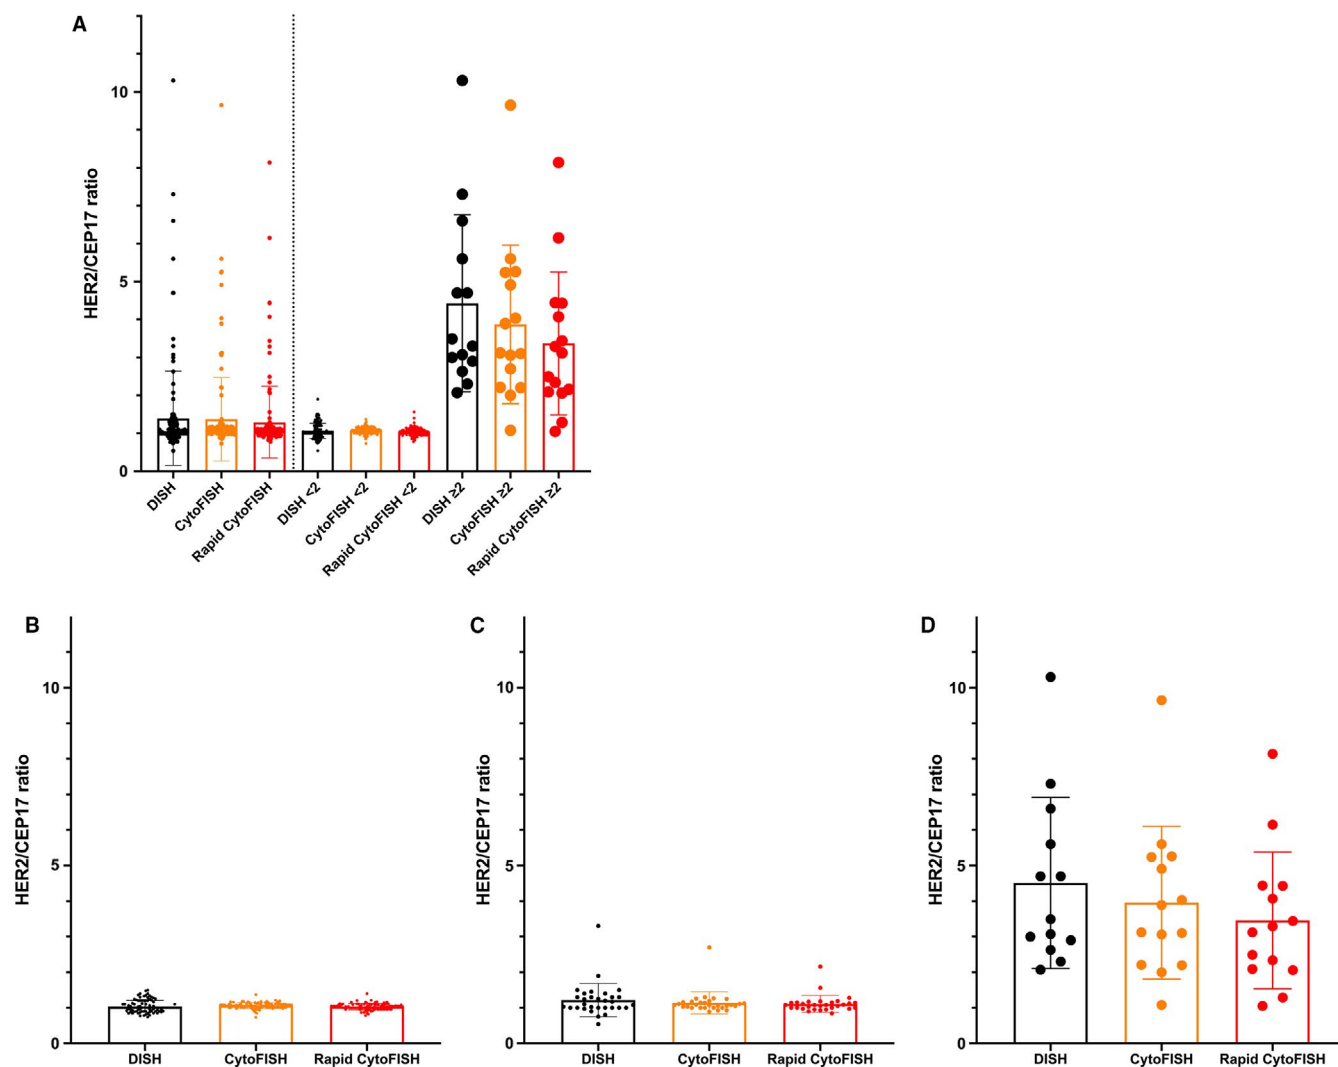 A
HER2/CEP17 ratio
10
5
0
DISH
CytoFISH
Rapid CytoFISH
DISH <2
CytoFISH <2
Rapid CytoFISH <2
DISH ≥2
CytoFISH ≥2
Rapid CytoFISH ≥2
B
HER2/CEP17 ratio
10
5
0
DISH
CytoFISH
Rapid CytoFISH
C
HER2/CEP17 ratio
10
5
0
DISH
CytoFISH
Rapid CytoFISH
D
HER2/CEP17 ratio
10
5
0
DISH
CytoFISH
Rapid CytoFISH